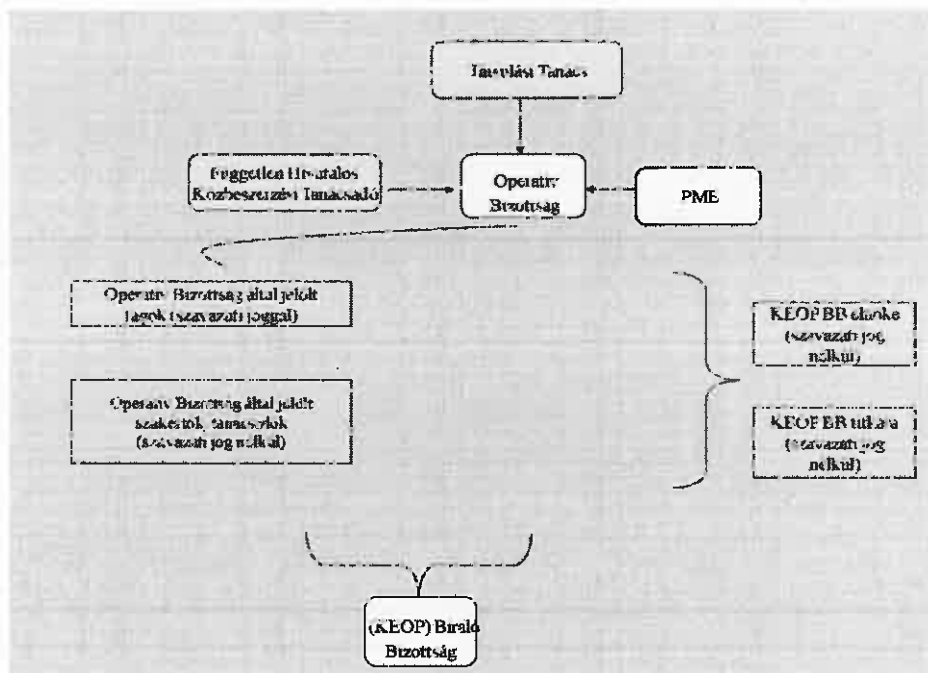 Társulási Tanács
Független Hivatalos
Közbeszerzési Tanácsadó
Operatív
Bizottság
PME
Operatív Bizottság által jelölt
tagok (szavazati joggal)
KEOP BB elnöke
(szavazati jog
nélkül)
Operatív Bizottság által jelölt
szakértők, tanácsadók
(szavazati jog nélkül)
KEOP BB titkára
(szavazati jog
nélkül)
(KEOP) Bíráló
Bizottság